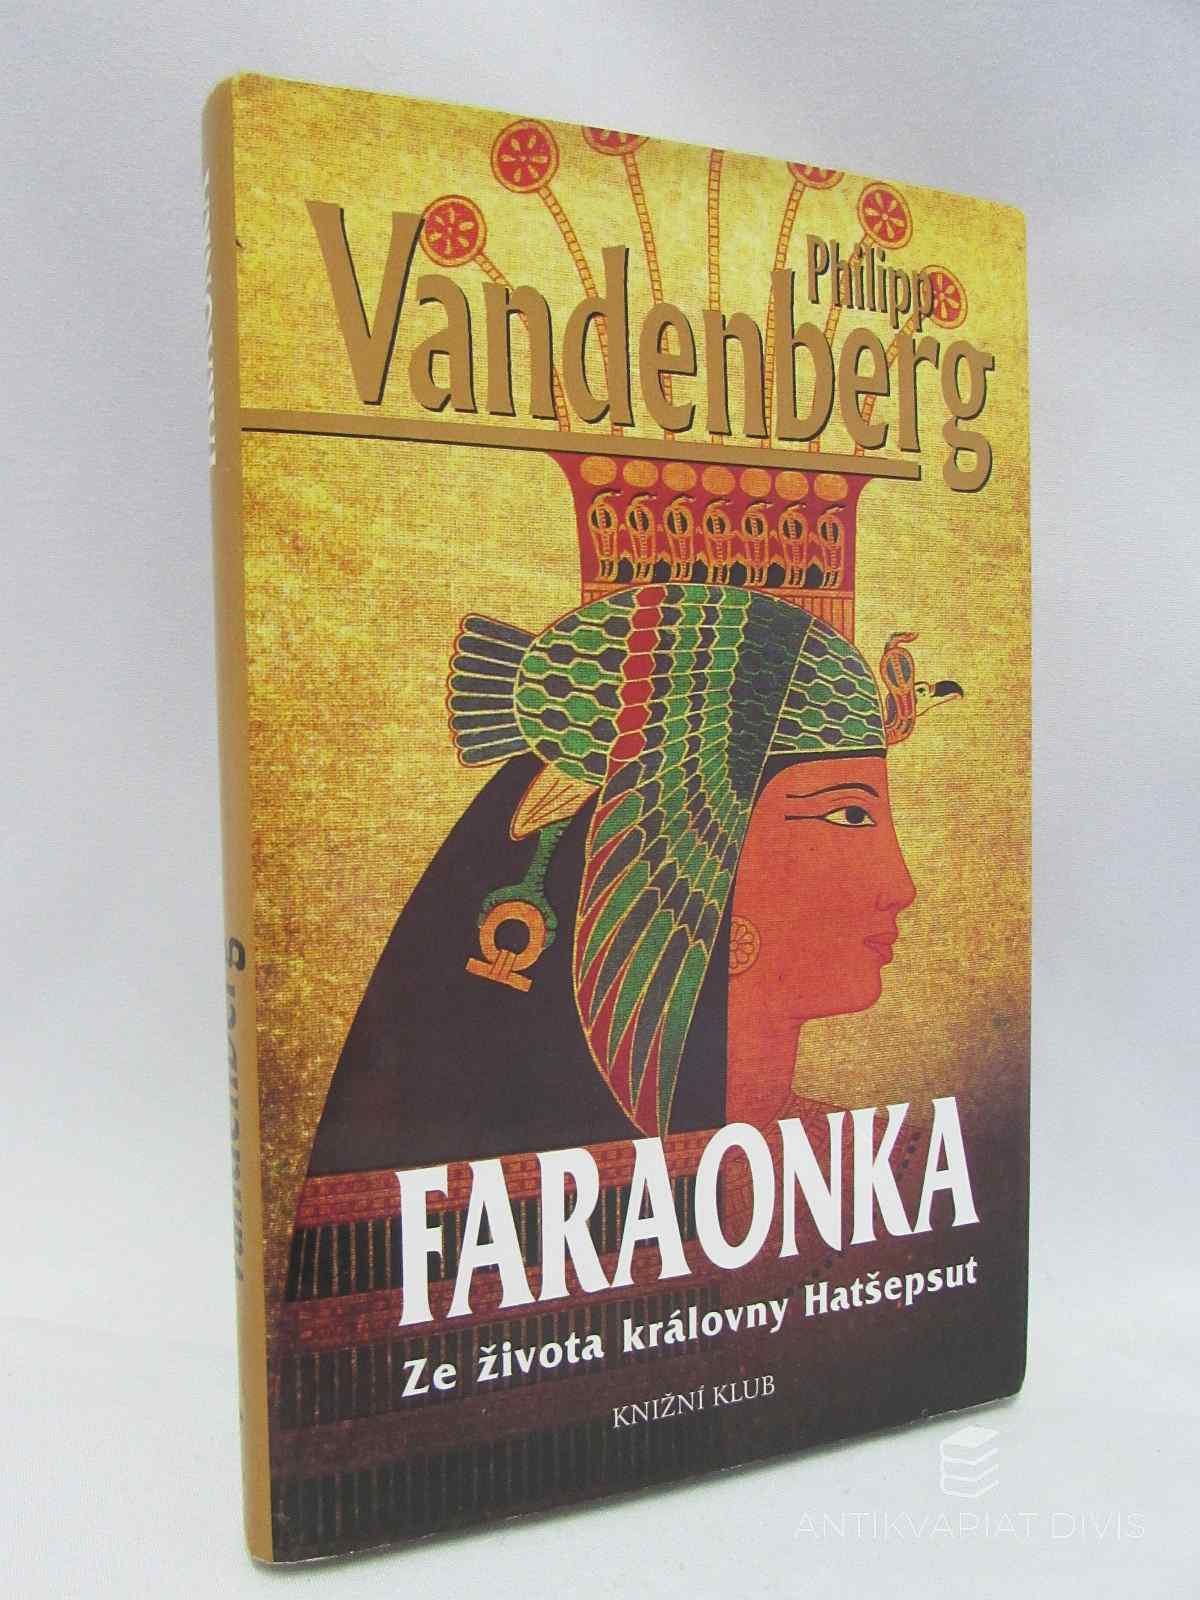 Philipp
Vandenberg
FARAONKA
Ze života královny Hatšepsut
KNIŽNÍ KLUB
ANTIKVARIAT DIVIS